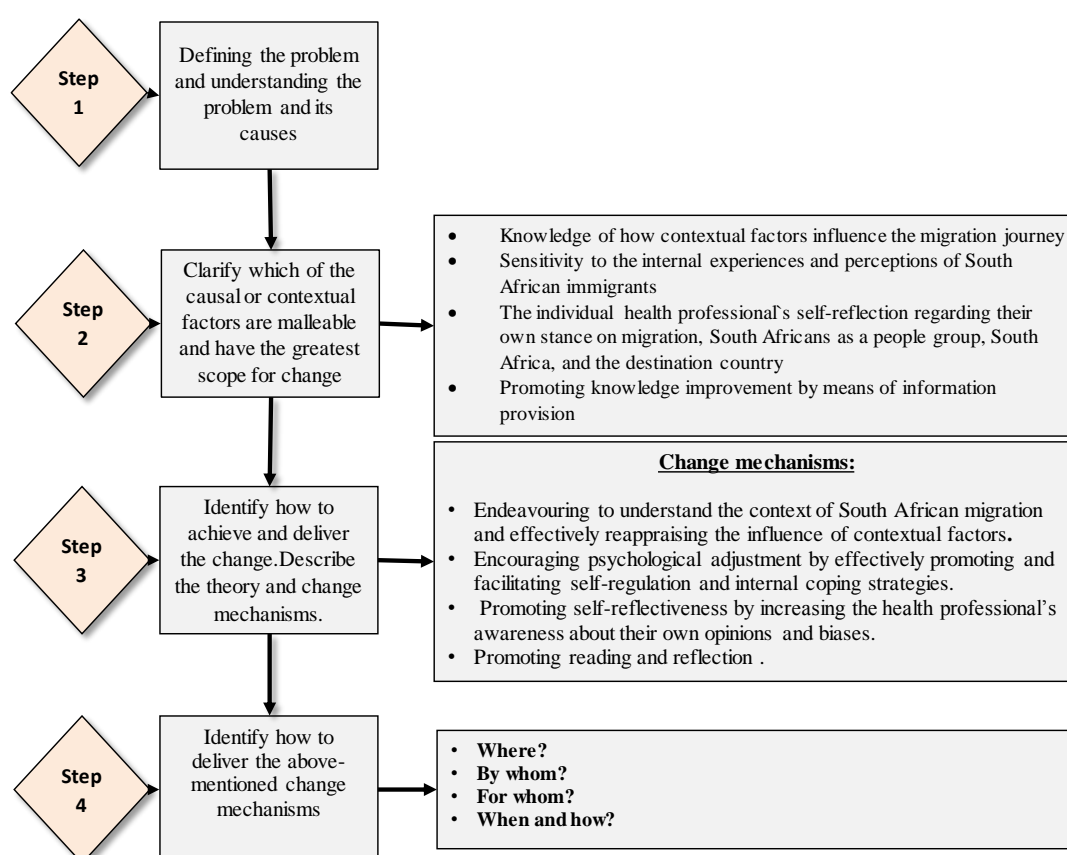 Step
1
Defining the problem
and understanding the
problem and its
causes
Step
2
Clarify which of the
causal or contextual
factors are malleable
and have the greatest
scope for change
• Knowledge of how contextual factors influence the migration journey
• Sensitivity to the internal experiences and perceptions of South
African immigrants
• The individual health professional`s self-reflection regarding their
own stance on migration, South Africans as a people group, South
Africa, and the destination country
• Promoting knowledge improvement by means of information
provision
Step
3
Identify how to
achieve and deliver
the change.Describe
the theory and change
mechanisms.
Change mechanisms:
• Endeavouring to understand the context of South African migration
and effectively reappraising the influence of contextual factors.
• Encouraging psychological adjustment by effectively promoting and
facilitating self-regulation and internal coping strategies.
• Promoting self-reflectiveness by increasing the health professional’s
awareness about their own opinions and biases.
• Promoting reading and reflection .
Step
4
Identify how to
deliver the above-
mentioned change
mechanisms
• Where?
• By whom?
• For whom?
• When and how?